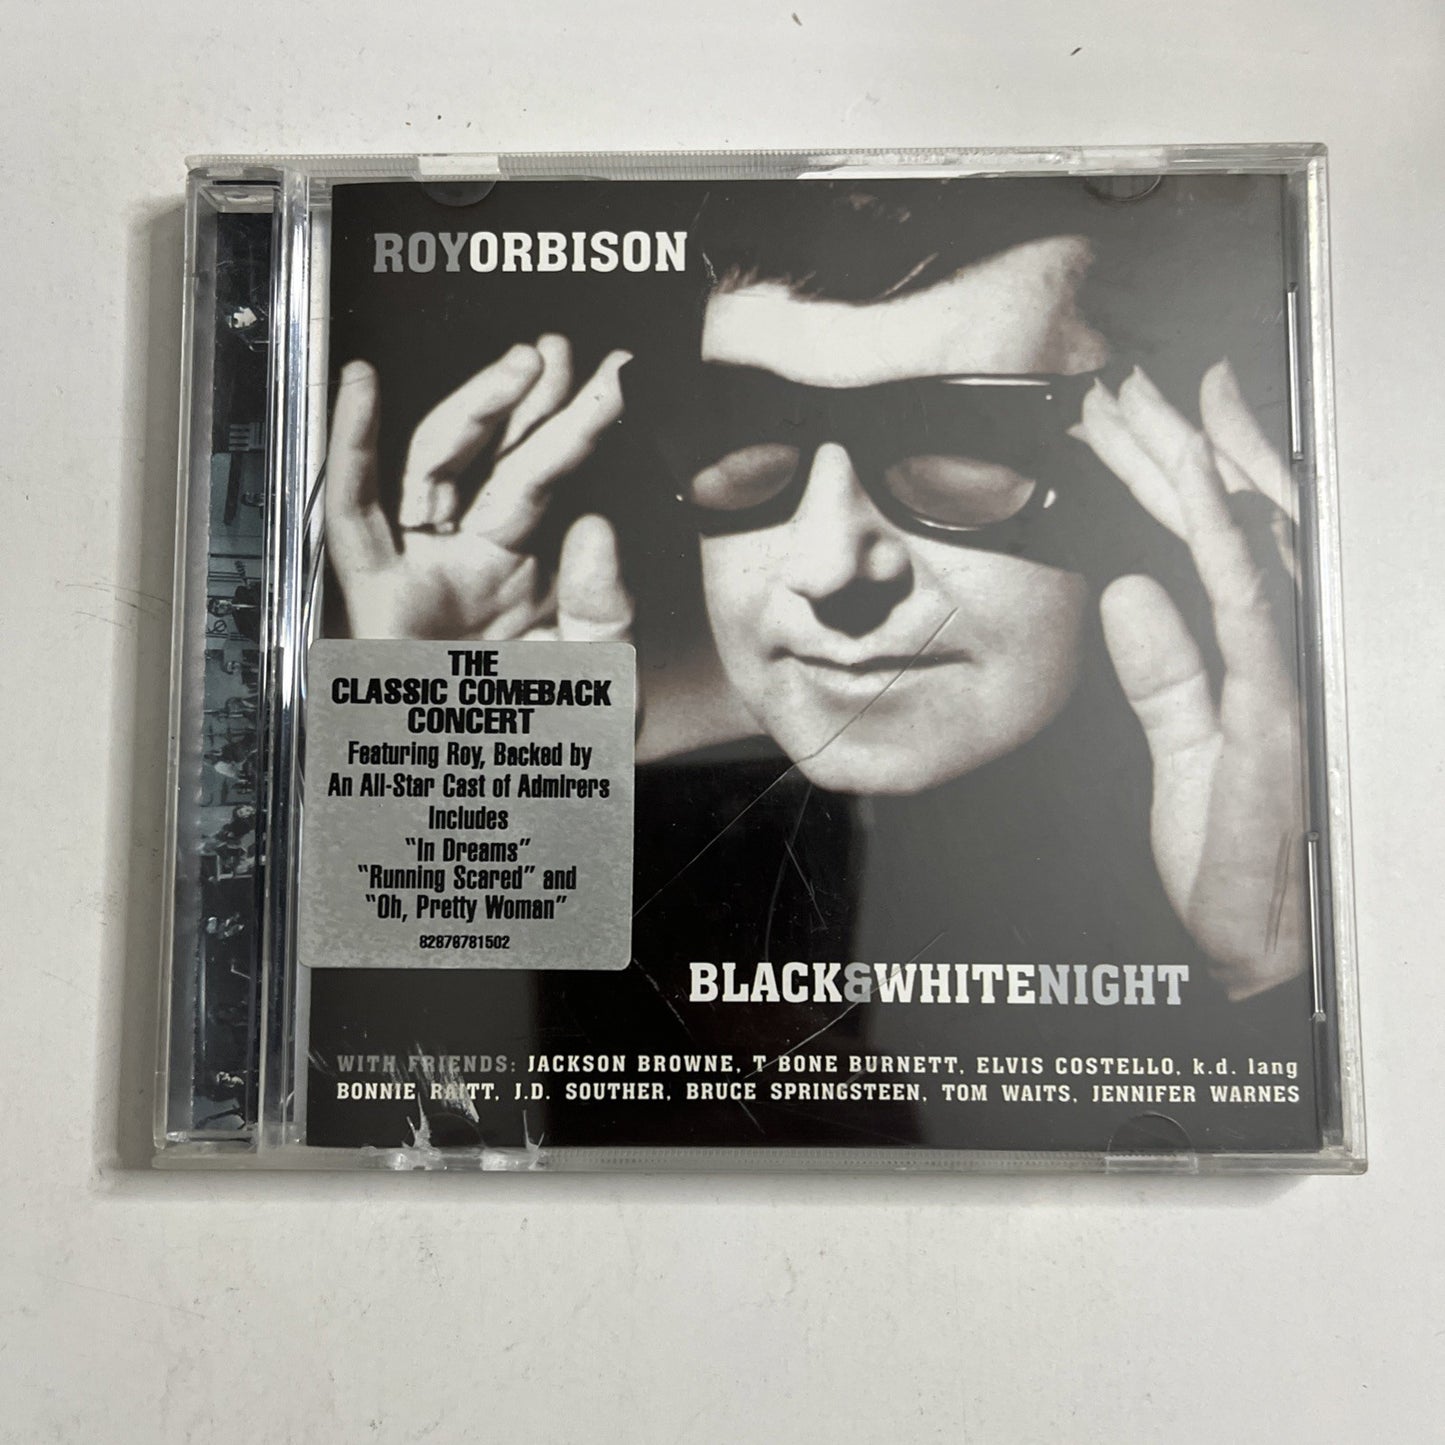 ROYORBISON
THE
CLASSIC COMEBACK
CONCERT
Featuring Roy, Backed by
An All-Star Cast of Admirers
Includes
"In Dreams"
"Running Scared" and
"Oh, Pretty Woman"
82878781502
BLACK&WHITENIGHT
WITH FRIENDS: JACKSON BROWNE, T BONE BURNETT, ELVIS COSTELLO, k.d. lang
BONNIE RAITT, J.D. SOUTHER, BRUCE SPRINGSTEEN, TOM WAITS, JENNIFER WARNES